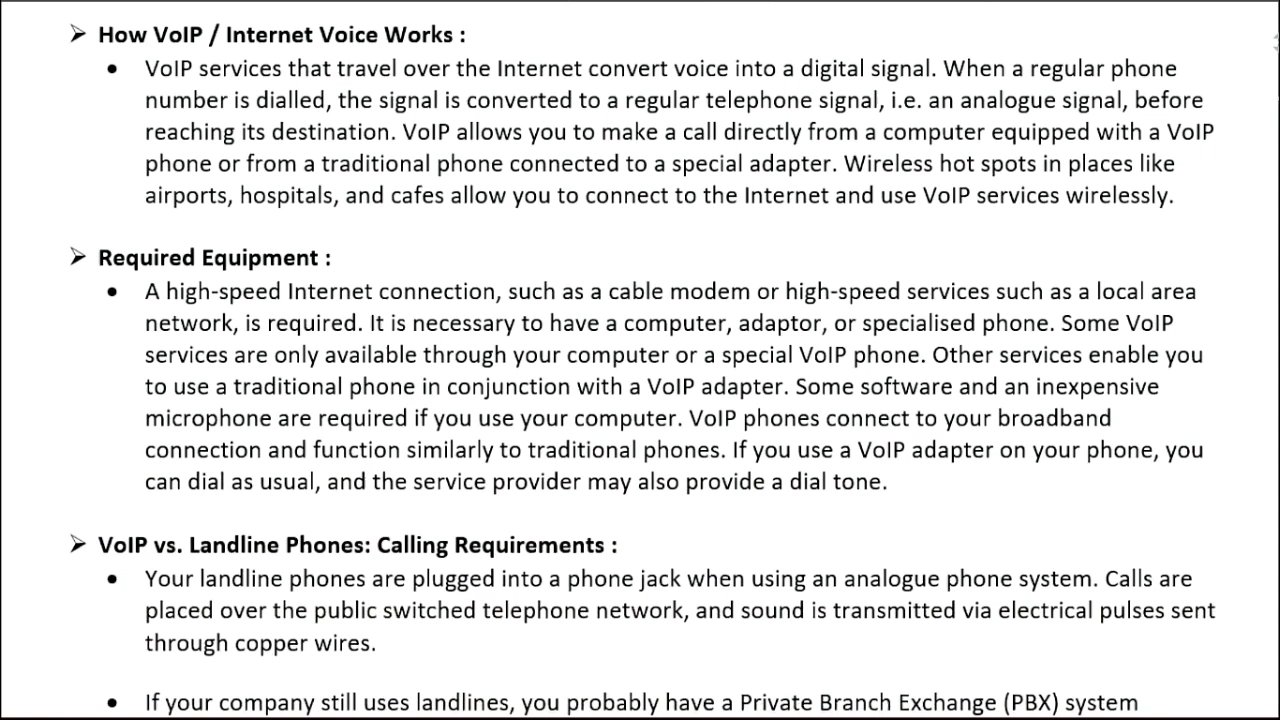 ➢ How VoIP / Internet Voice Works :
• VoIP services that travel over the Internet convert voice into a digital signal. When a regular phone
number is dialled, the signal is converted to a regular telephone signal, i.e. an analogue signal, before
reaching its destination. VoIP allows you to make a call directly from a computer equipped with a VoIP
phone or from a traditional phone connected to a special adapter. Wireless hot spots in places like
airports, hospitals, and cafes allow you to connect to the Internet and use VoIP services wirelessly.
➢ Required Equipment :
• A high-speed Internet connection, such as a cable modem or high-speed services such as a local area
network, is required. It is necessary to have a computer, adaptor, or specialised phone. Some VoIP
services are only available through your computer or a special VoIP phone. Other services enable you
to use a traditional phone in conjunction with a VoIP adapter. Some software and an inexpensive
microphone are required if you use your computer. VoIP phones connect to your broadband
connection and function similarly to traditional phones. If you use a VoIP adapter on your phone, you
can dial as usual, and the service provider may also provide a dial tone.
➢ VoIP vs. Landline Phones: Calling Requirements :
• Your landline phones are plugged into a phone jack when using an analogue phone system. Calls are
placed over the public switched telephone network, and sound is transmitted via electrical pulses sent
through copper wires.
• If your company still uses landlines, you probably have a Private Branch Exchange (PBX) system